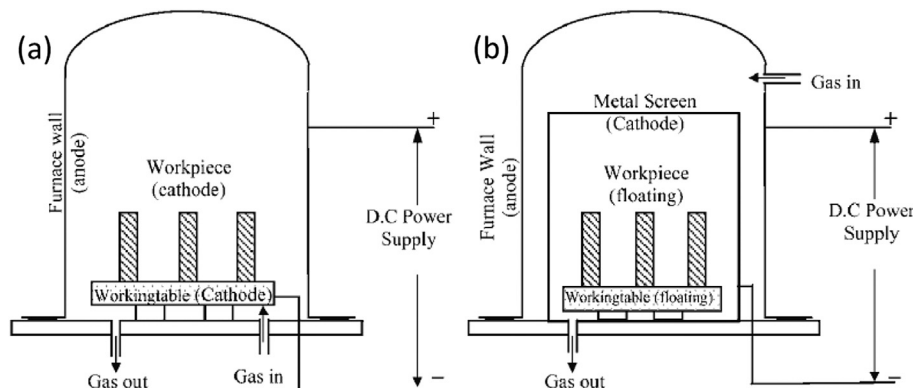 (a)
Furnace wall
(anode)
Workpiece
(cathode)
Workingtable (Cathode)
Gas out
Gas in
+
D.C Power
Supply
−
(b)
Gas in
Metal Screen
(Cathode)
Furnace Wall
(anode)
Workpiece
(floating)
Workingtable (floating)
Gas out
+
D.C Power
Supply
−